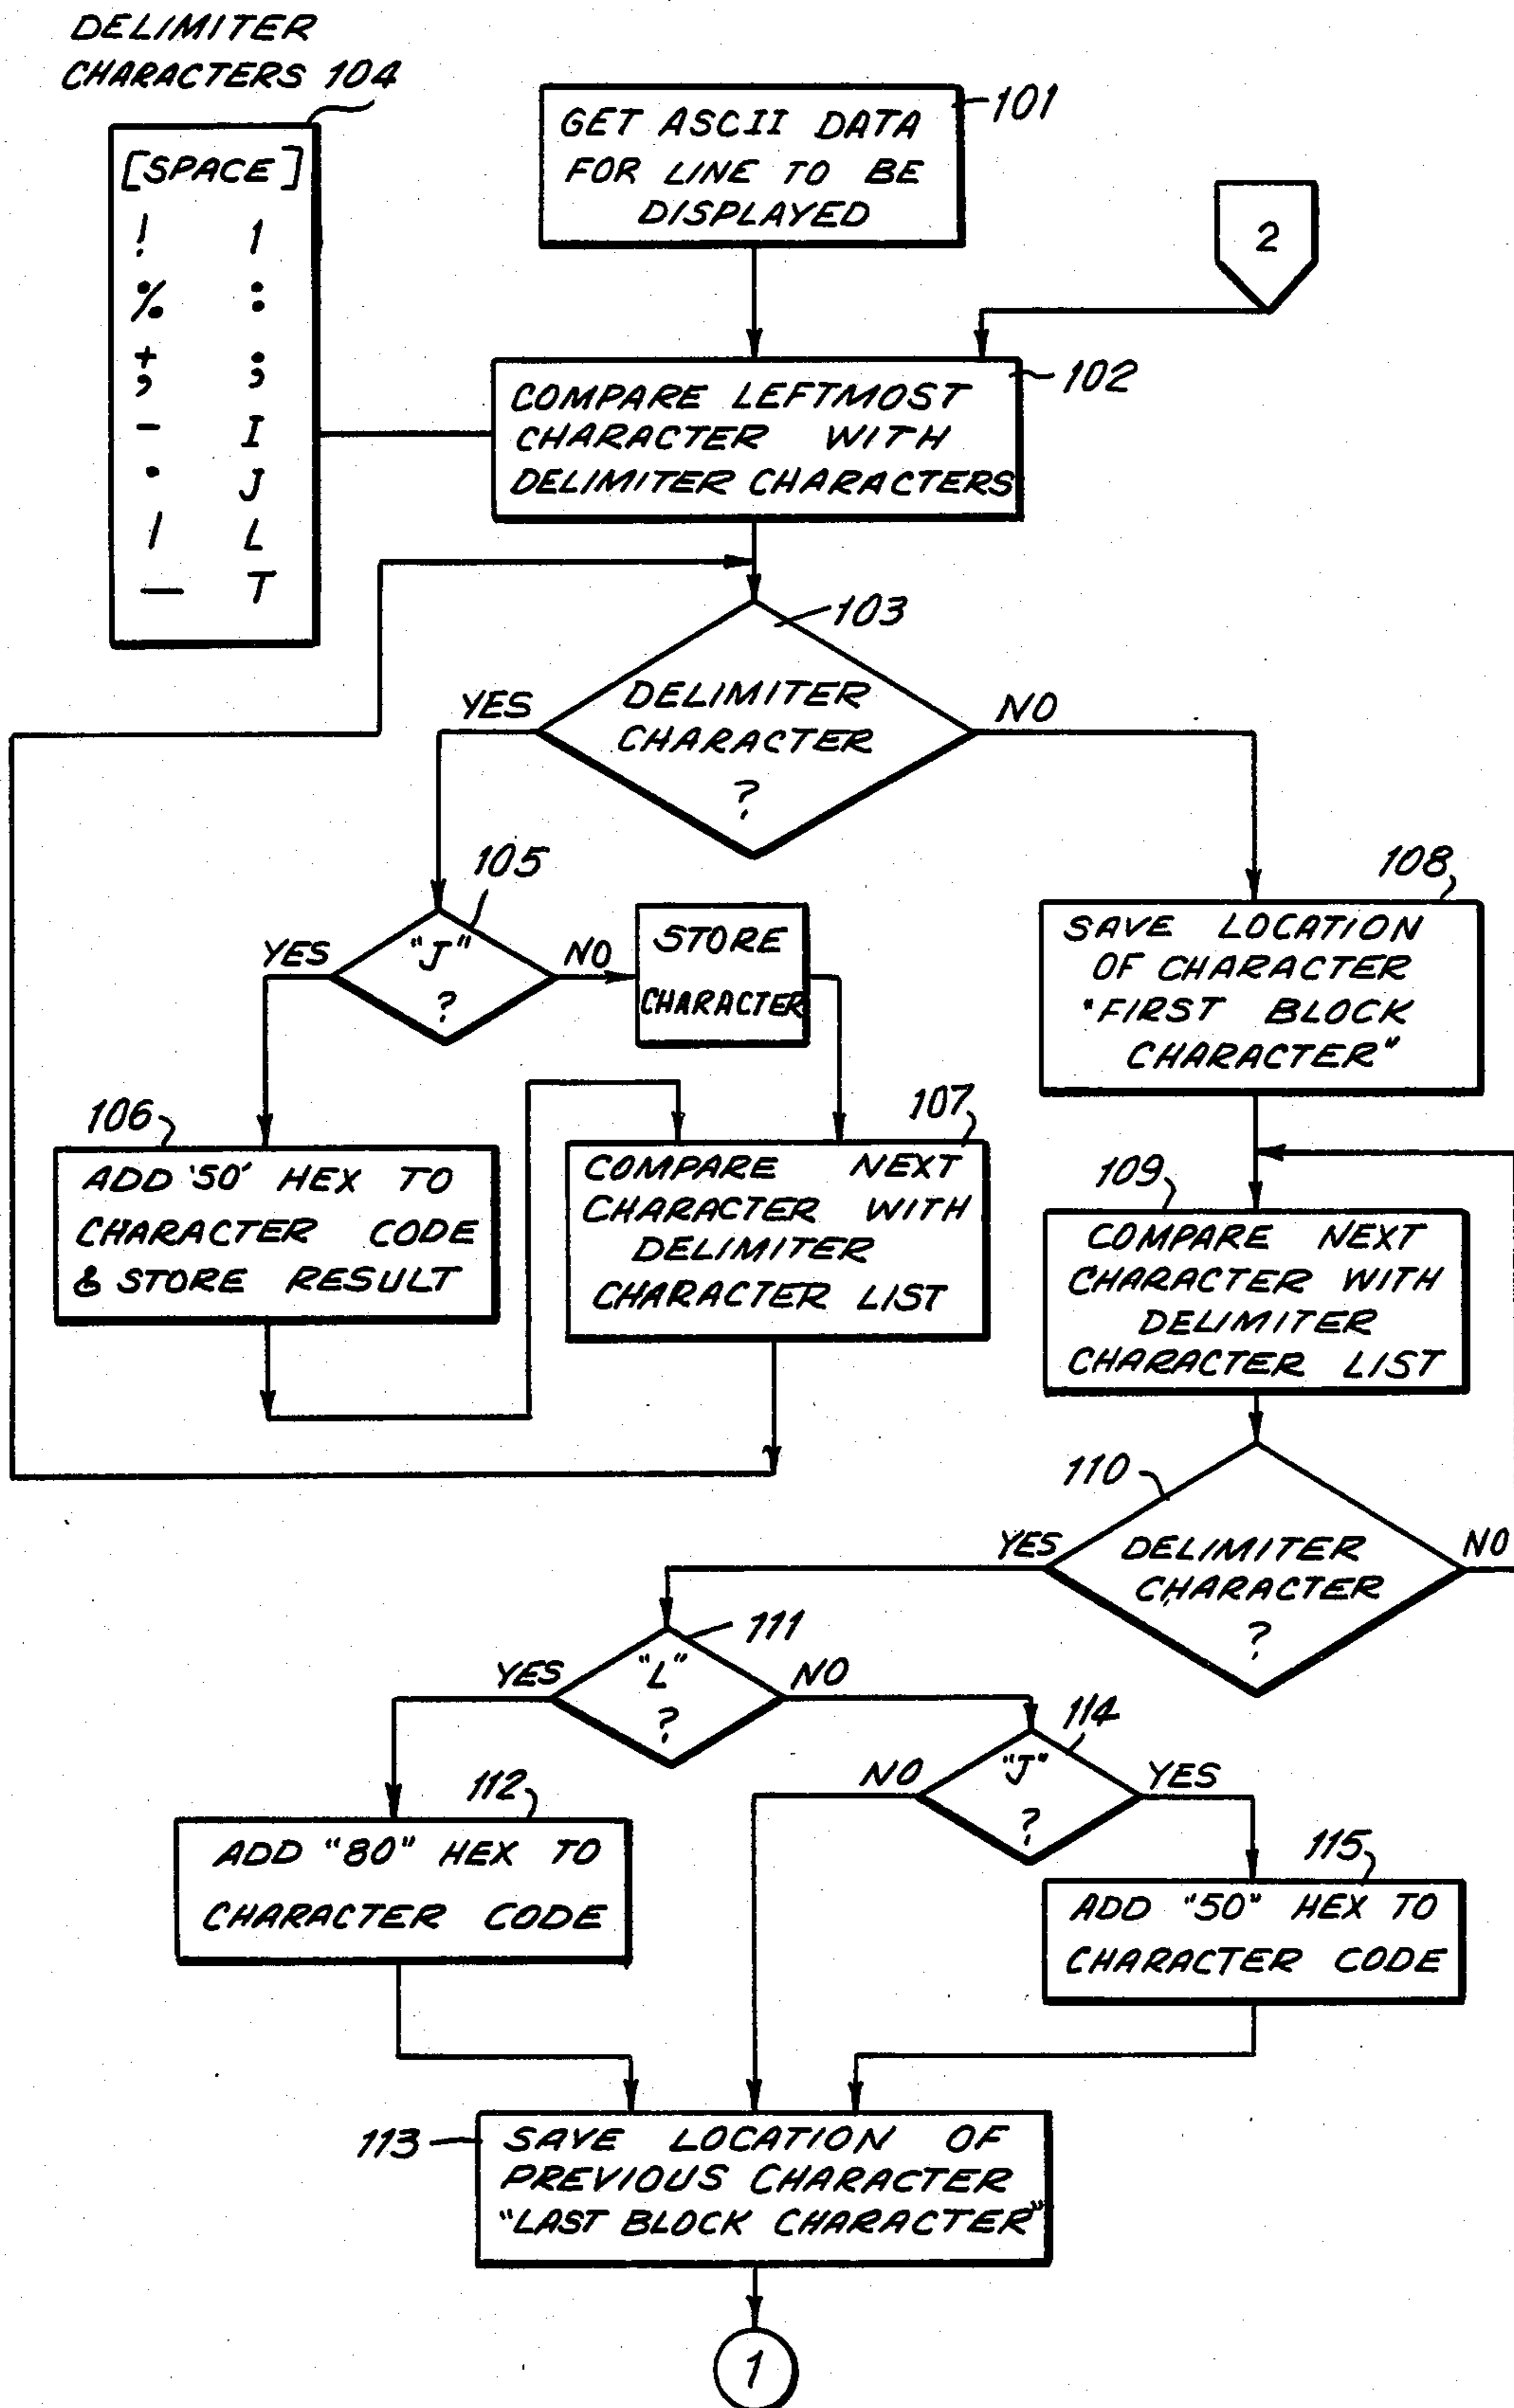 DELIMITER
CHARACTERS 104
[SPACE]
! 1
% :
+
, ;
- I
. J
/ L
— T
GET ASCII DATA
FOR LINE TO BE
DISPLAYED
101
2
COMPARE LEFTMOST
CHARACTER WITH
DELIMITER CHARACTERS
102
103
DELIMITER
CHARACTER
?
YES
NO
105
"J"
?
YES
NO
STORE
CHARACTER
108
SAVE LOCATION
OF CHARACTER
"FIRST BLOCK
CHARACTER"
106
ADD '50' HEX TO
CHARACTER CODE
& STORE RESULT
107
COMPARE NEXT
CHARACTER WITH
DELIMITER
CHARACTER LIST
109
COMPARE NEXT
CHARACTER WITH
DELIMITER
CHARACTER LIST
110
DELIMITER
CHARACTER
?
YES
NO
111
"L"
?
YES
NO
114
"J"
?
NO
YES
112
ADD "80" HEX TO
CHARACTER CODE
115
ADD "50" HEX TO
CHARACTER CODE
113
SAVE LOCATION OF
PREVIOUS CHARACTER
"LAST BLOCK CHARACTER"
1